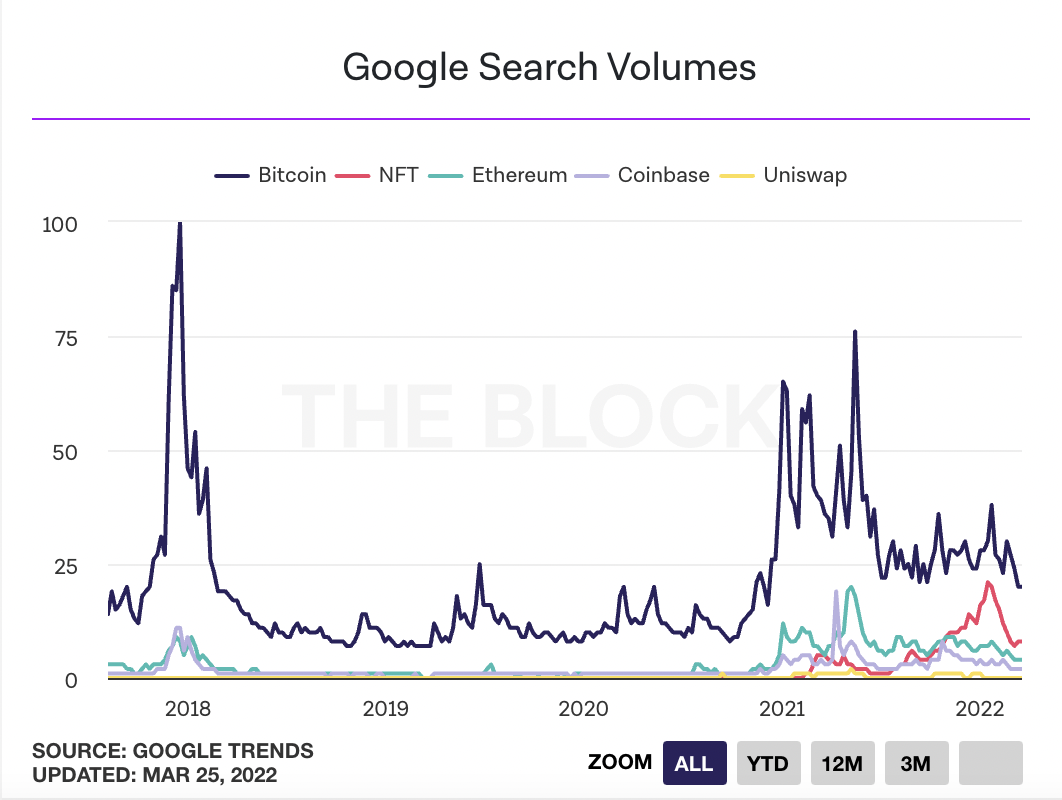 Google Search Volumes
Bitcoin NFT Ethereum Coinbase Uniswap
100
75
THE BLOCK
50
25
0
2018 2019 2020 2021 2022
SOURCE: GOOGLE TRENDS
UPDATED: MAR 25, 2022
ZOOM ALL YTD 12M 3M